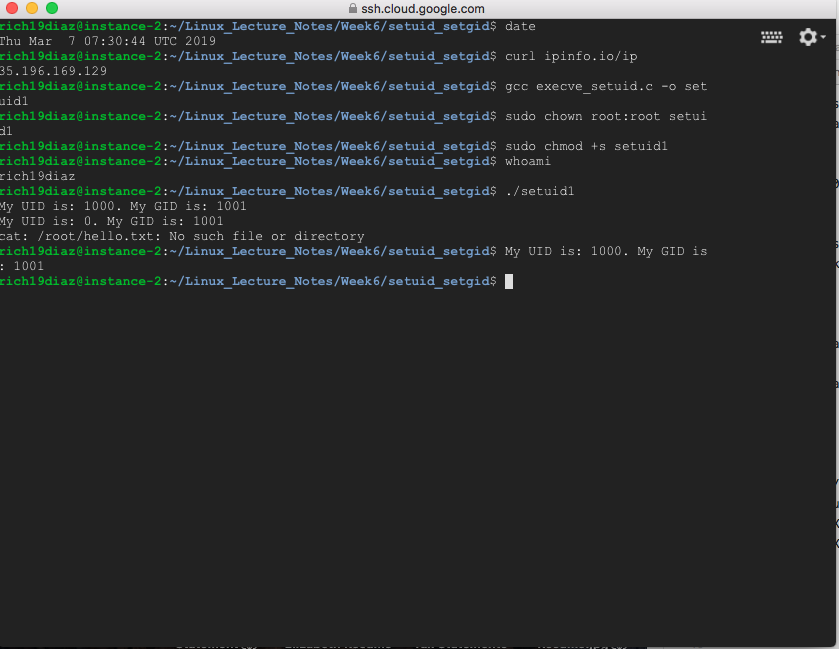 ssh.cloud.google.com
rich19diaz@instance-2:~/Linux_Lecture_Notes/Week6/setuid_setgid$ date
Thu Mar  7 07:30:44 UTC 2019
rich19diaz@instance-2:~/Linux_Lecture_Notes/Week6/setuid_setgid$ curl ipinfo.io/ip
35.196.169.129
rich19diaz@instance-2:~/Linux_Lecture_Notes/Week6/setuid_setgid$ gcc execve_setuid.c -o set
uid1
rich19diaz@instance-2:~/Linux_Lecture_Notes/Week6/setuid_setgid$ sudo chown root:root setui
d1
rich19diaz@instance-2:~/Linux_Lecture_Notes/Week6/setuid_setgid$ sudo chmod +s setuid1
rich19diaz@instance-2:~/Linux_Lecture_Notes/Week6/setuid_setgid$ whoami
rich19diaz
rich19diaz@instance-2:~/Linux_Lecture_Notes/Week6/setuid_setgid$ ./setuid1
My UID is: 1000. My GID is: 1001
My UID is: 0. My GID is: 1001
cat: /root/hello.txt: No such file or directory
rich19diaz@instance-2:~/Linux_Lecture_Notes/Week6/setuid_setgid$ My UID is: 1000. My GID is
: 1001
rich19diaz@instance-2:~/Linux_Lecture_Notes/Week6/setuid_setgid$